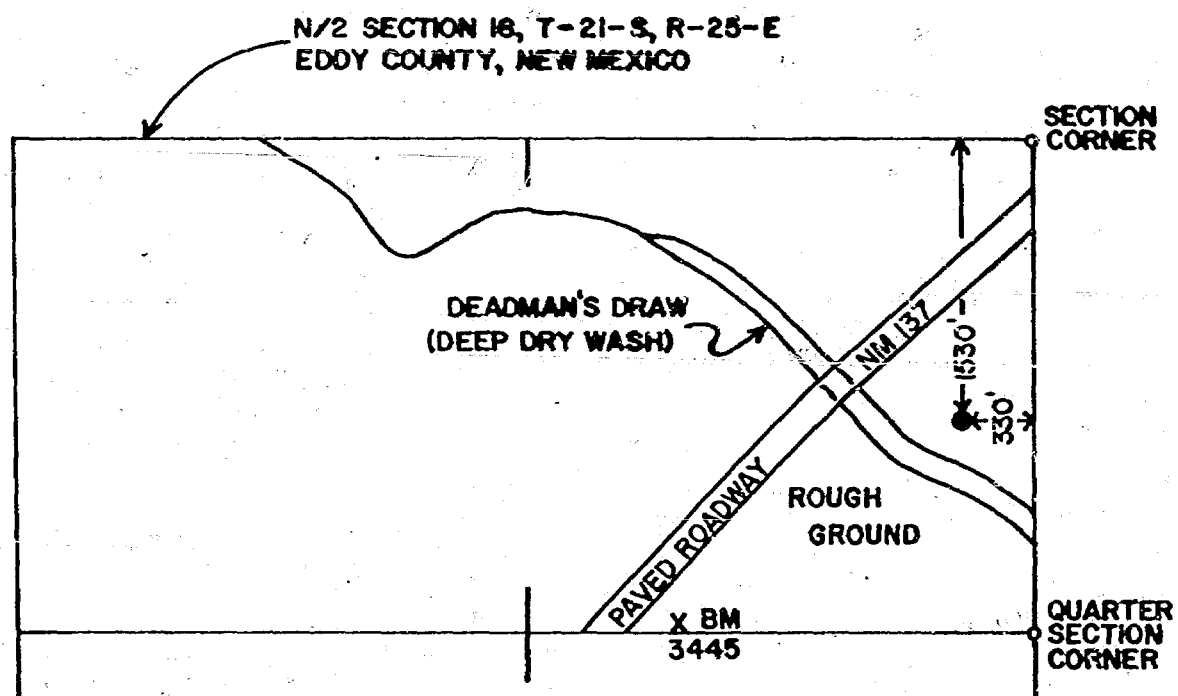 N/2 SECTION 16, T-21-S, R-25-E
EDDY COUNTY, NEW MEXICO
SECTION
CORNER
DEADMAN'S DRAW
(DEEP DRY WASH)
NM 137
1530'
330'
PAVED ROADWAY
ROUGH
GROUND
X BM
3445
QUARTER
SECTION
CORNER